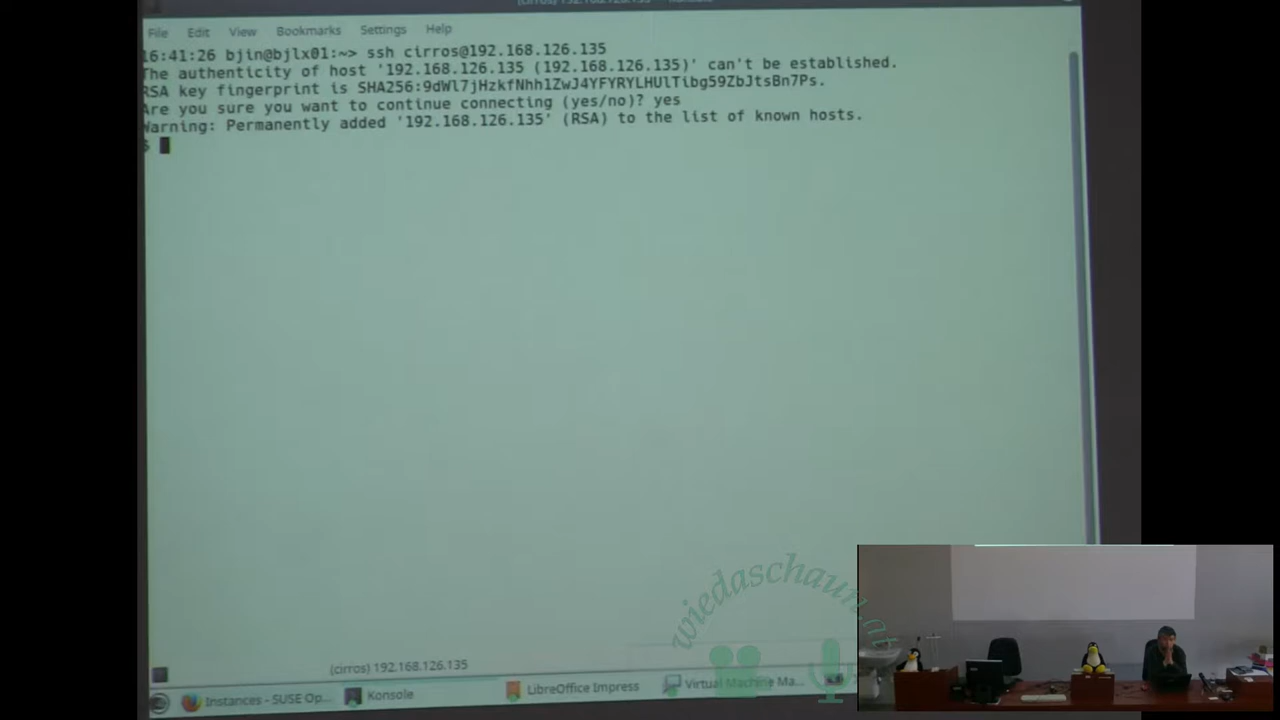 File Edit View Bookmarks Settings Help
16:41:26 bjin@bjlx01:~> ssh cirros@192.168.126.135
The authenticity of host '192.168.126.135 (192.168.126.135)' can't be established.
RSA key fingerprint is SHA256:9dWl7jHzkfNhh1ZwJ4YFYRYLHUlTibg59ZbJtsBn7Ps.
Are you sure you want to continue connecting (yes/no)? yes
Warning: Permanently added '192.168.126.135' (RSA) to the list of known hosts.
$
wiedaschaun.at
(cirros) 192.168.126.135
Instances - SUSE Op... Konsole LibreOffice Impress Virtual Machine Ma...